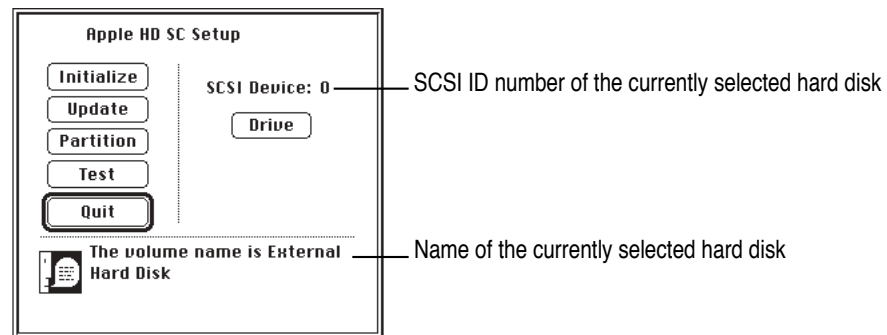 Apple HD SC Setup
Initialize
Update
Partition
Test
Quit
SCSI Device: 0
Drive
The volume name is External
Hard Disk
SCSI ID number of the currently selected hard disk
Name of the currently selected hard disk